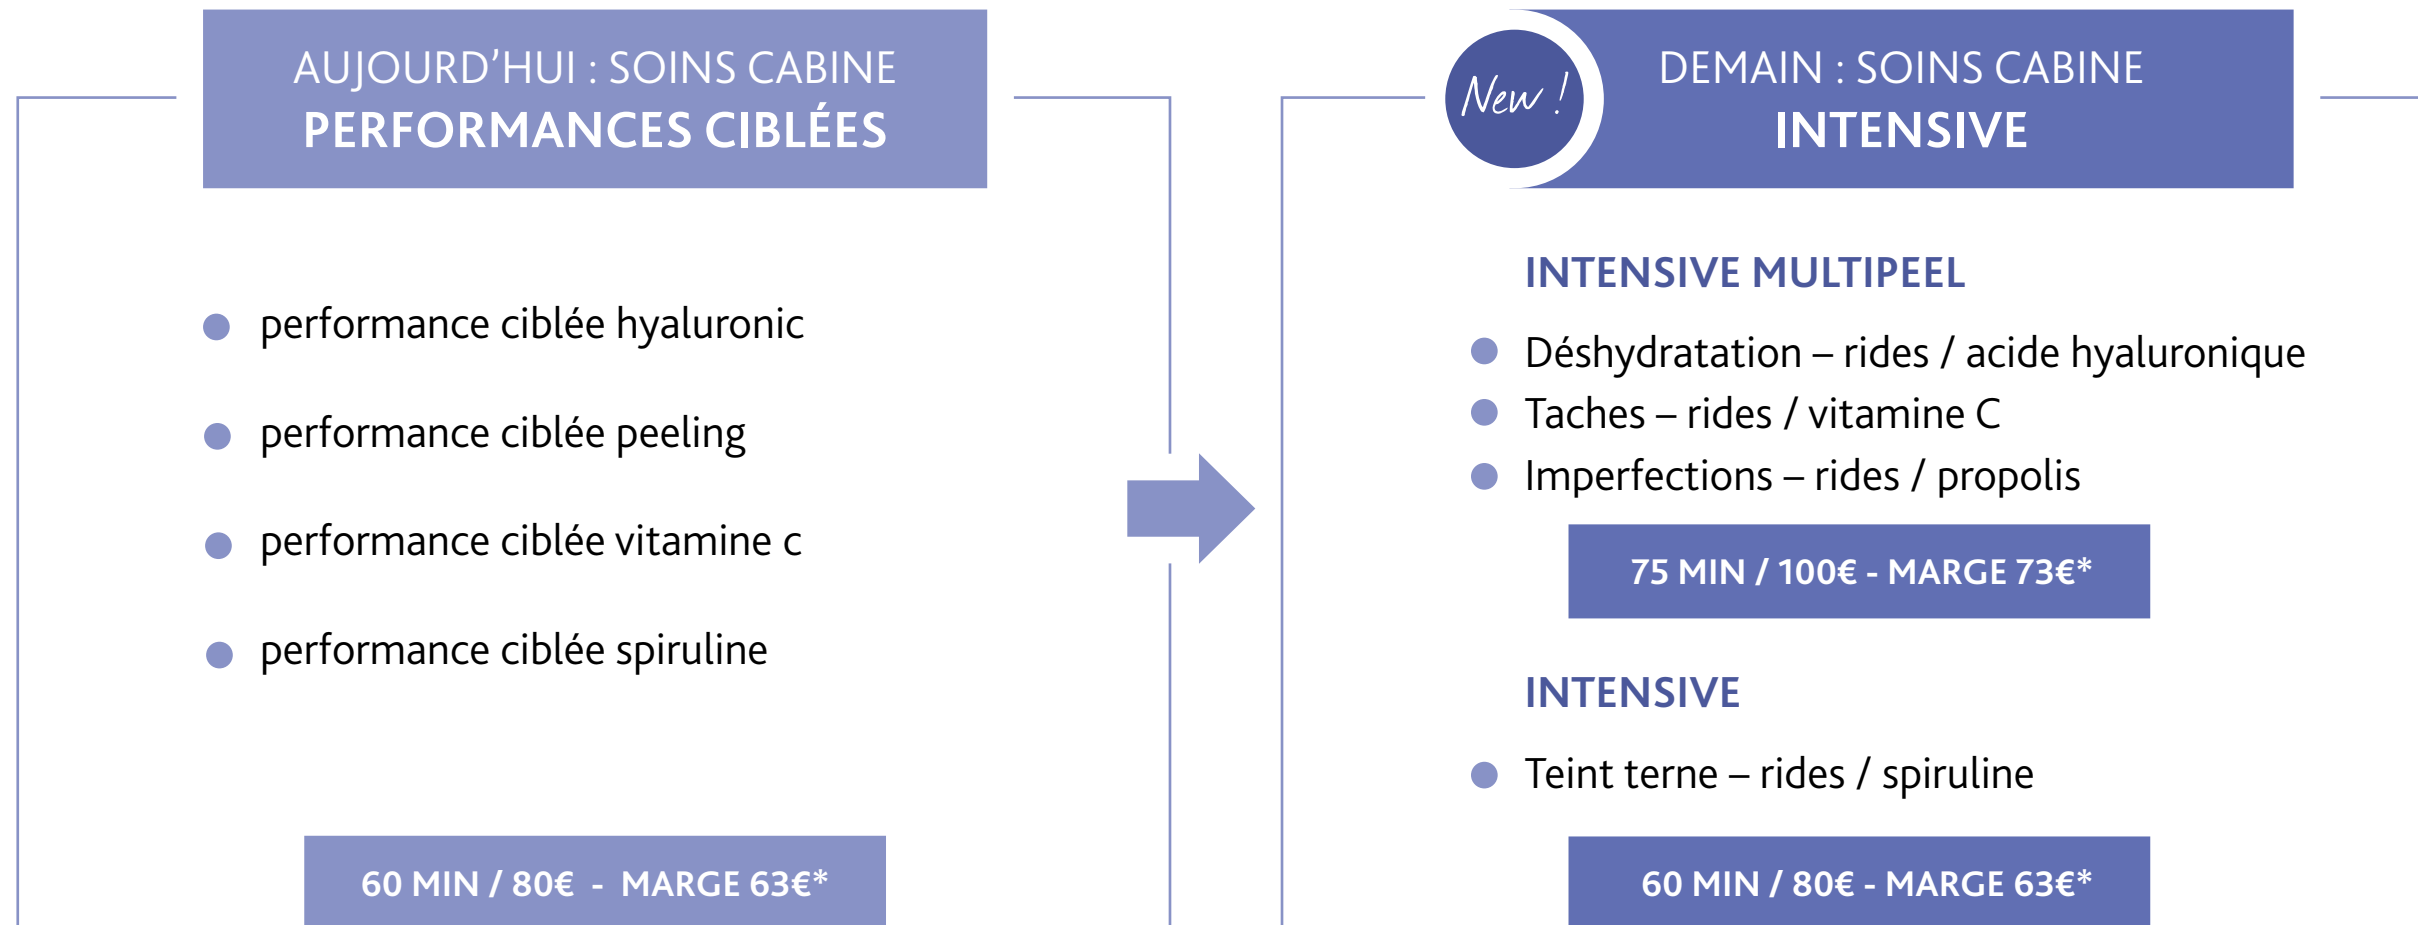 AUJOURD’HUI : SOINS CABINE
PERFORMANCES CIBLÉES
performance ciblée hyaluronic
performance ciblée peeling
performance ciblée vitamine c
performance ciblée spiruline
60 MIN / 80€ - MARGE 63€*
New !
DEMAIN : SOINS CABINE
INTENSIVE
INTENSIVE MULTIPEEL
Déshydratation – rides / acide hyaluronique
Taches – rides / vitamine C
Imperfections – rides / propolis
75 MIN / 100€ - MARGE 73€*
INTENSIVE
Teint terne – rides / spiruline
60 MIN / 80€ - MARGE 63€*